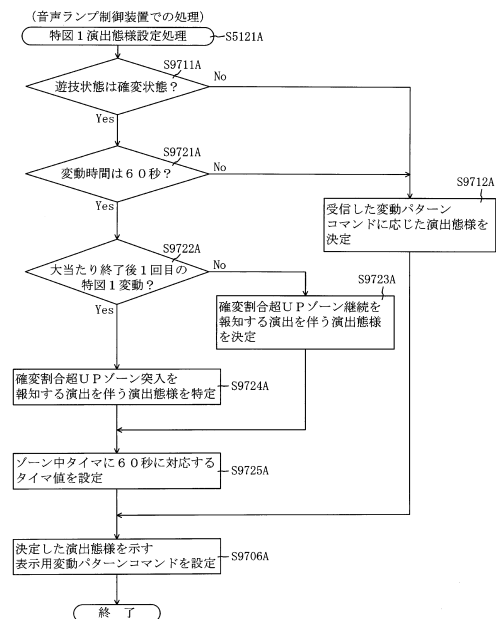 (音声ランプ制御装置での処理)
特図1演出態様設定処理
S5121A
S9711A
遊技状態は確変状態?
No
Yes
S9721A
変動時間は60秒?
No
Yes
S9712A
受信した変動パターン
コマンドに応じた演出態様を
決定
S9722A
大当たり終了後1回目の
特図1変動?
No
Yes
S9723A
確変割合超UPゾーン継続を
報知する演出を伴う演出態様
を決定
確変割合超UPゾーン突入を
報知する演出を伴う演出態様を特定
S9724A
ゾーン中タイマに60秒に対応する
タイマ値を設定
S9725A
決定した演出態様を示す
表示用変動パターンコマンドを設定
S9706A
終了